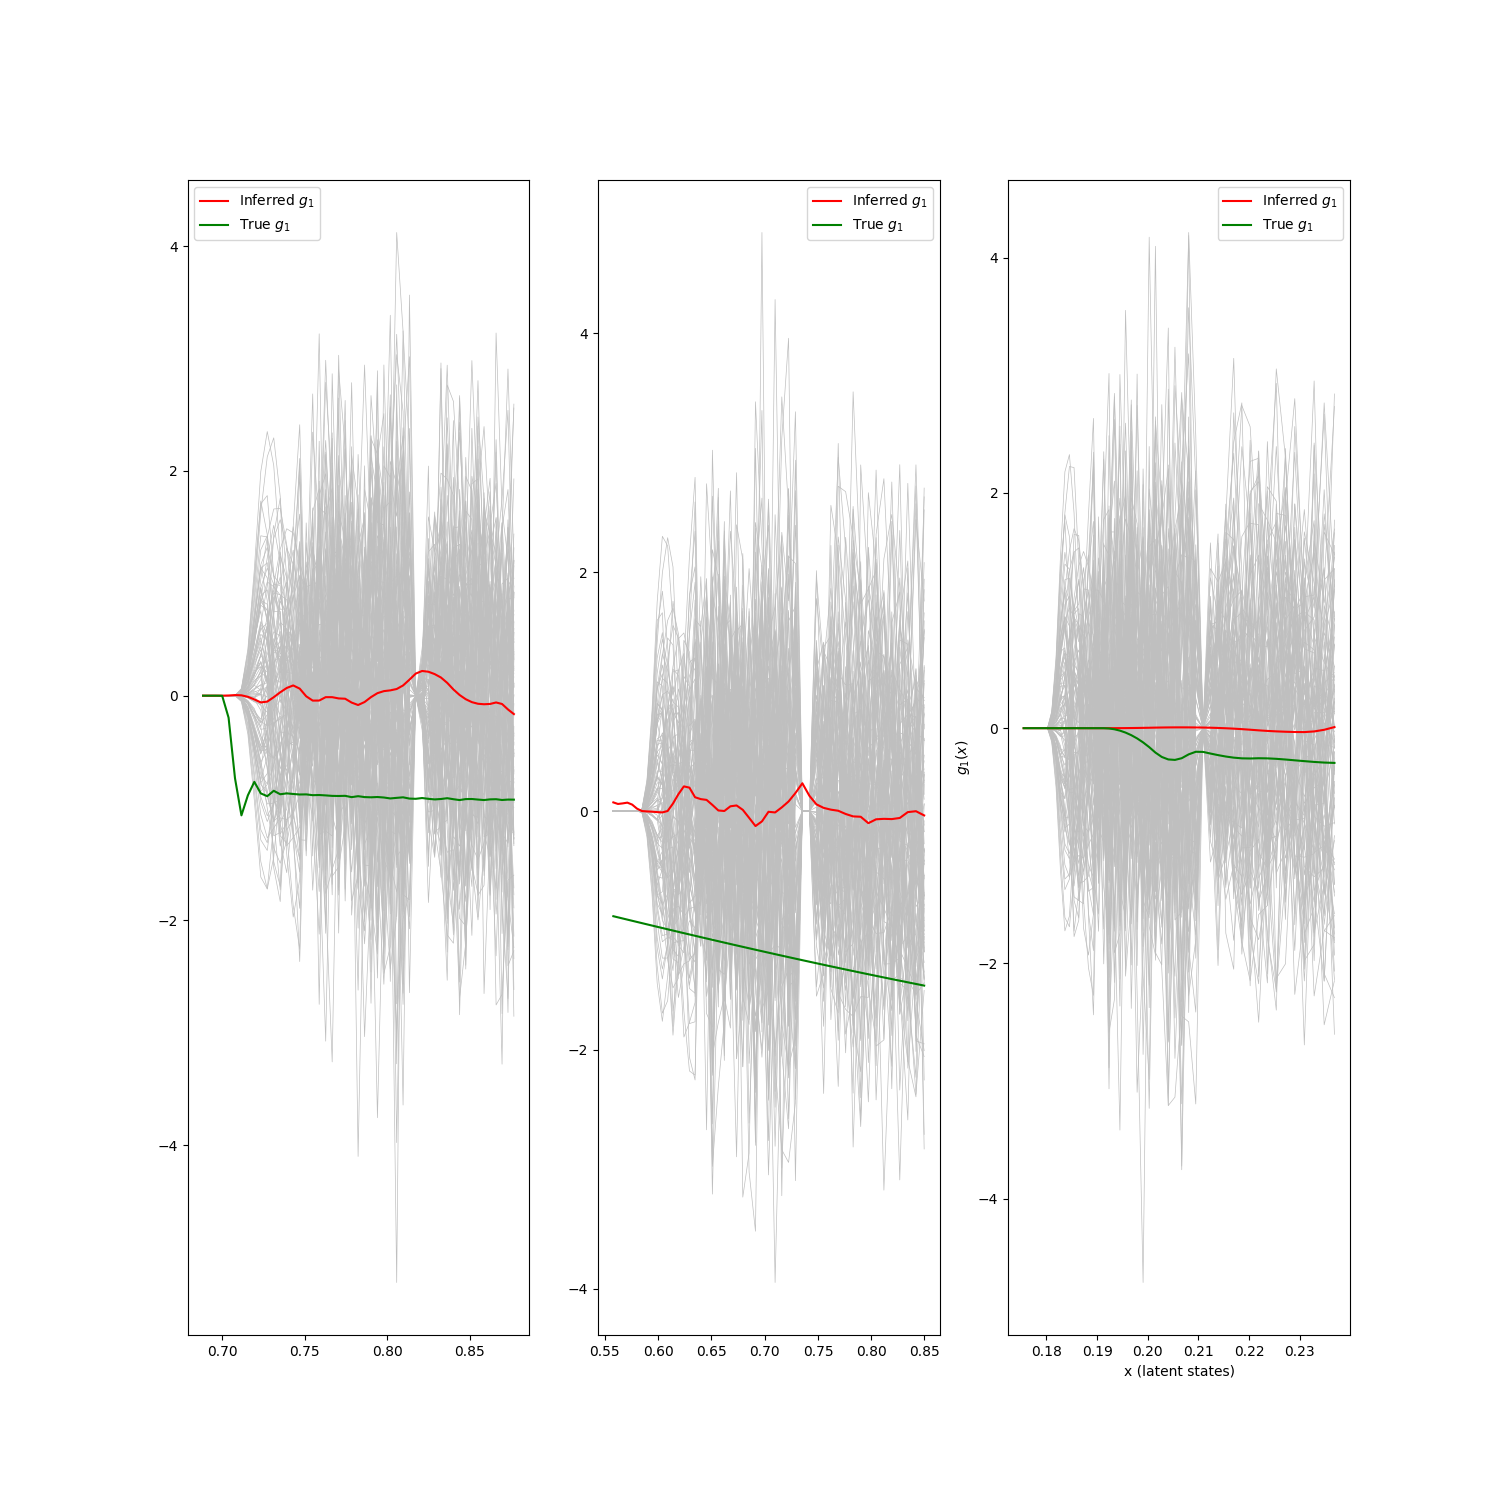 Inferred g₁
True g₁
4
2
0
−2
−4
0.70 0.75 0.80 0.85
Inferred g₁
True g₁
4
2
0
−2
−4
0.55 0.60 0.65 0.70 0.75 0.80 0.85
Inferred g₁
True g₁
g₁(x)
4
2
0
−2
−4
0.18 0.19 0.20 0.21 0.22 0.23
x (latent states)